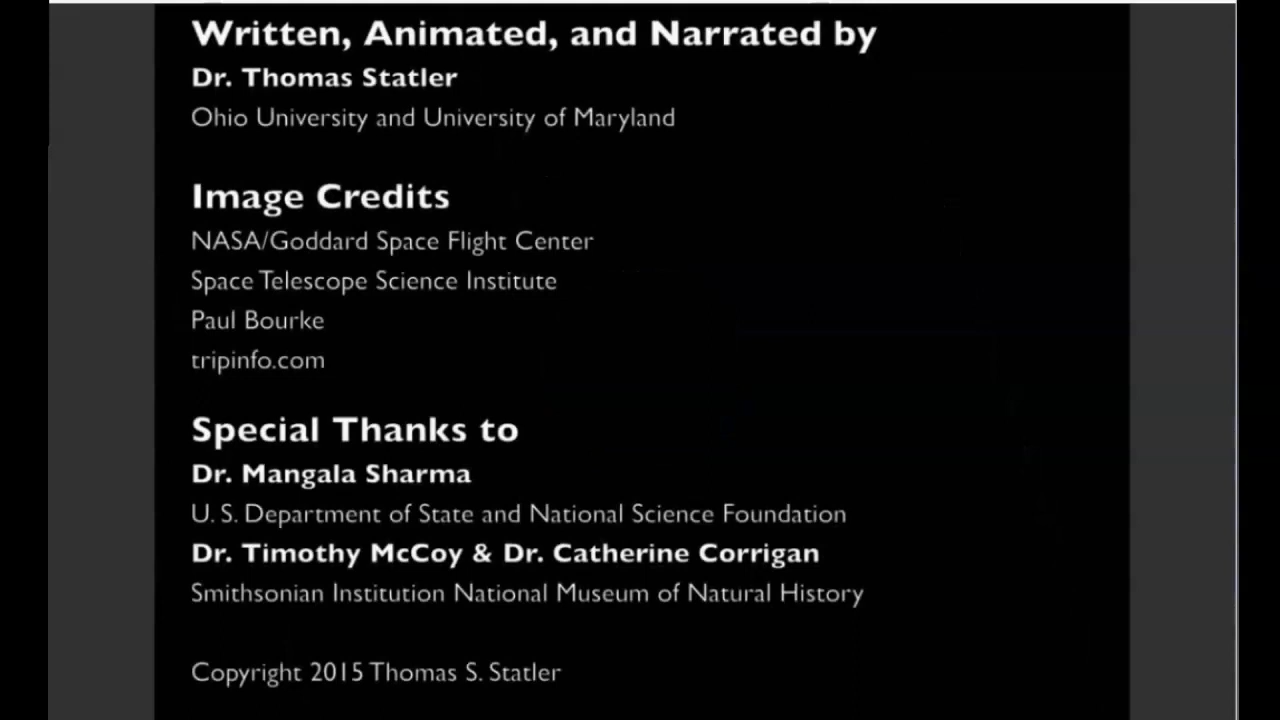 Written, Animated, and Narrated by
Dr. Thomas Statler
Ohio University and University of Maryland
Image Credits
NASA/Goddard Space Flight Center
Space Telescope Science Institute
Paul Bourke
tripinfo.com
Special Thanks to
Dr. Mangala Sharma
U. S. Department of State and National Science Foundation
Dr. Timothy McCoy & Dr. Catherine Corrigan
Smithsonian Institution National Museum of Natural History
Copyright 2015 Thomas S. Statler